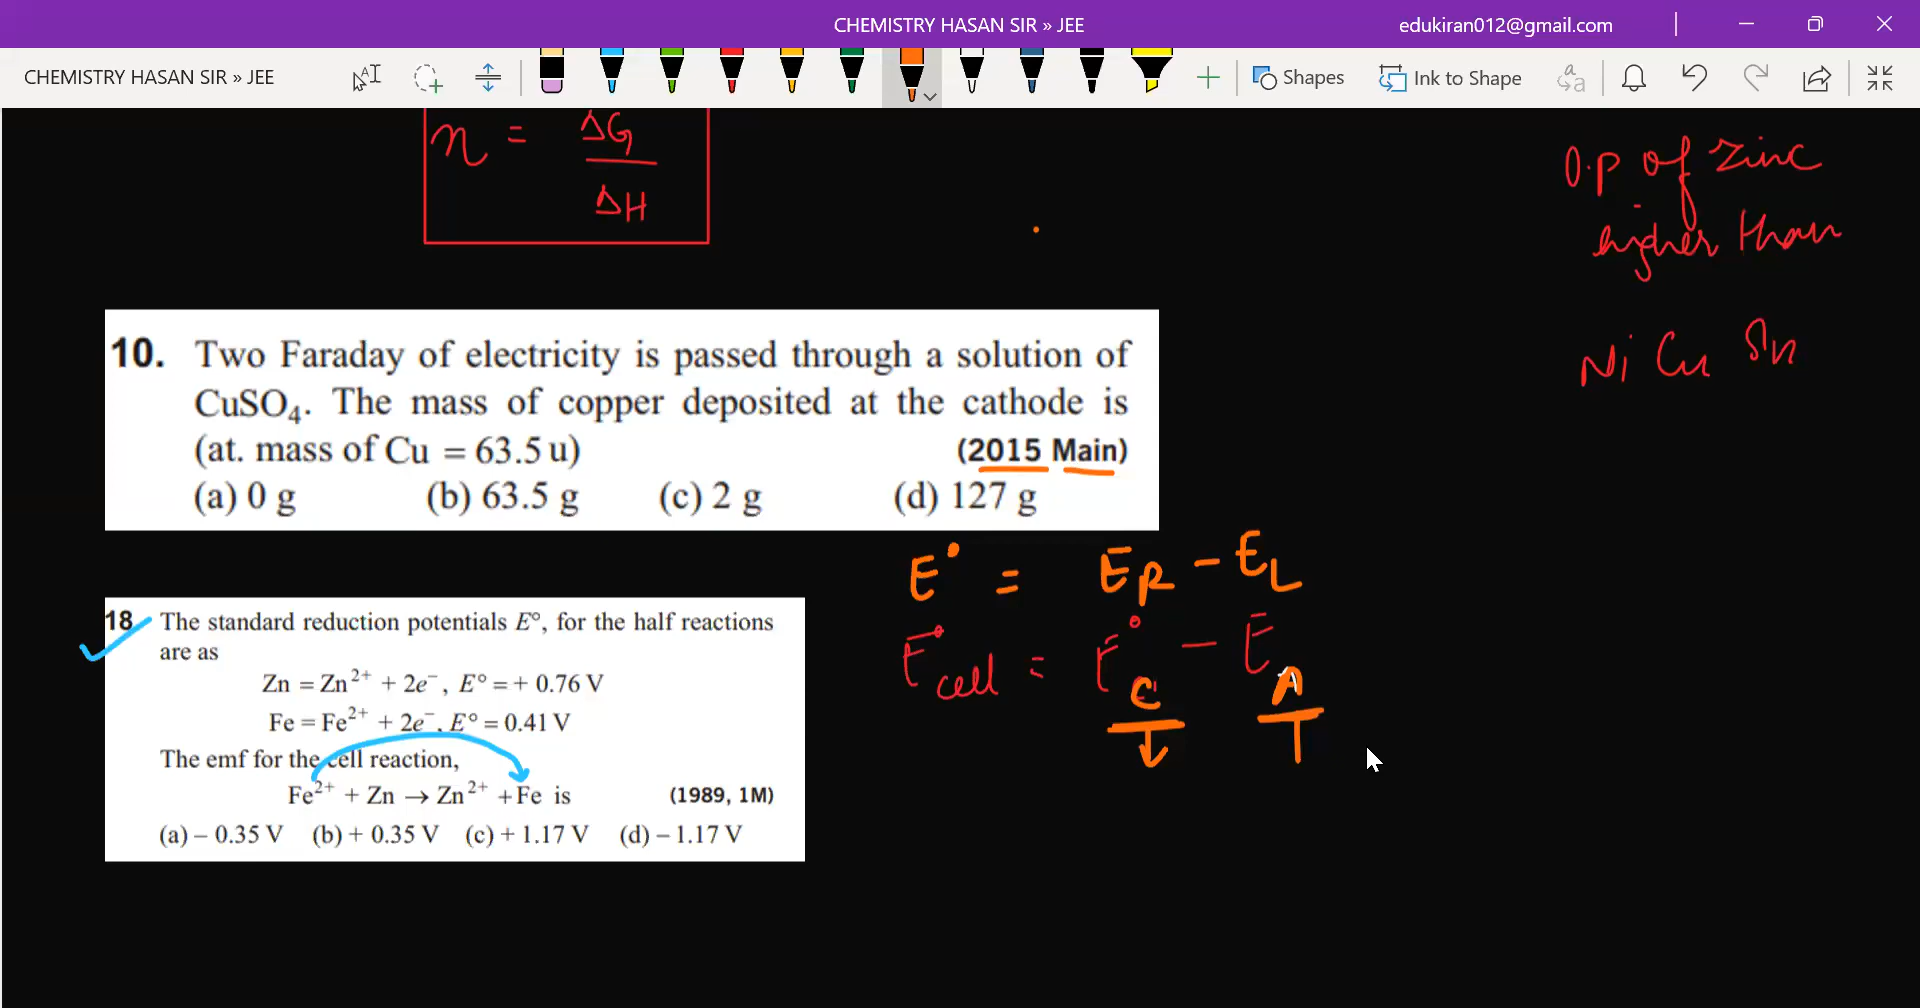 CHEMISTRY HASAN SIR » JEE
edukiran012@gmail.com
CHEMISTRY HASAN SIR » JEE
Shapes
Ink to Shape
η = ΔG
ΔH
O.P of Zinc
higher than
Ni Cu Sn
10. Two Faraday of electricity is passed through a solution of
CuSO₄. The mass of copper deposited at the cathode is
(at. mass of Cu = 63.5 u) (2015 Main)
(a) 0 g (b) 63.5 g (c) 2 g (d) 127 g
E° = E_R - E_L
E°cell = E°_C - E_A
18 The standard reduction potentials E°, for the half reactions
are as
Zn = Zn²⁺ + 2e⁻, E° = + 0.76 V
Fe = Fe²⁺ + 2e⁻, E° = 0.41 V
The emf for the cell reaction,
Fe²⁺ + Zn → Zn²⁺ + Fe is (1989, 1M)
(a) – 0.35 V (b) + 0.35 V (c) + 1.17 V (d) – 1.17 V